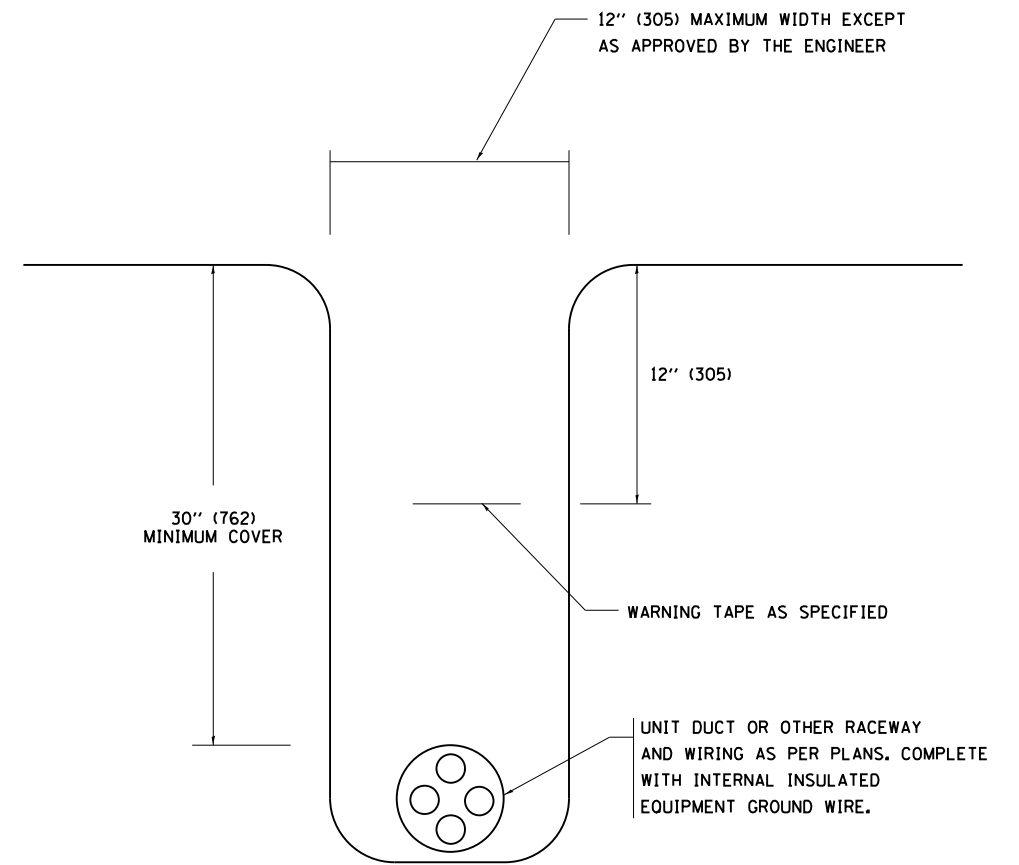 12'' (305) MAXIMUM WIDTH EXCEPT
AS APPROVED BY THE ENGINEER
12'' (305)
30'' (762)
MINIMUM COVER
WARNING TAPE AS SPECIFIED
UNIT DUCT OR OTHER RACEWAY
AND WIRING AS PER PLANS. COMPLETE
WITH INTERNAL INSULATED
EQUIPMENT GROUND WIRE.